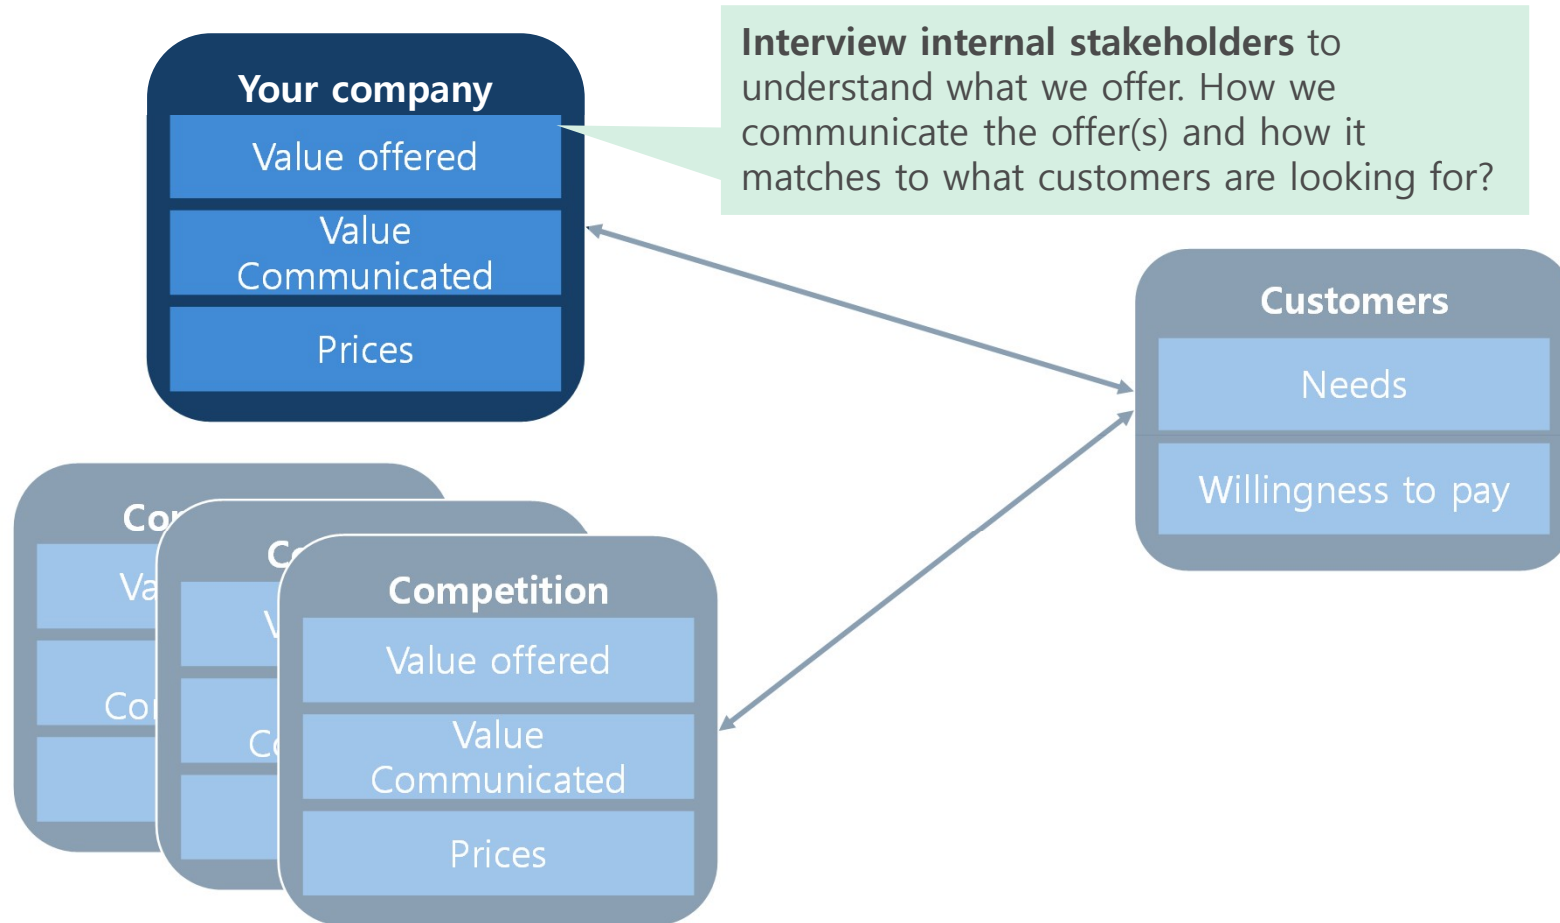 Your company
Value offered
Value
Communicated
Prices
Interview internal stakeholders to
understand what we offer. How we
communicate the offer(s) and how it
matches to what customers are looking for?
Customers
Needs
Willingness to pay
Competition
Value offered
Value
Communicated
Prices